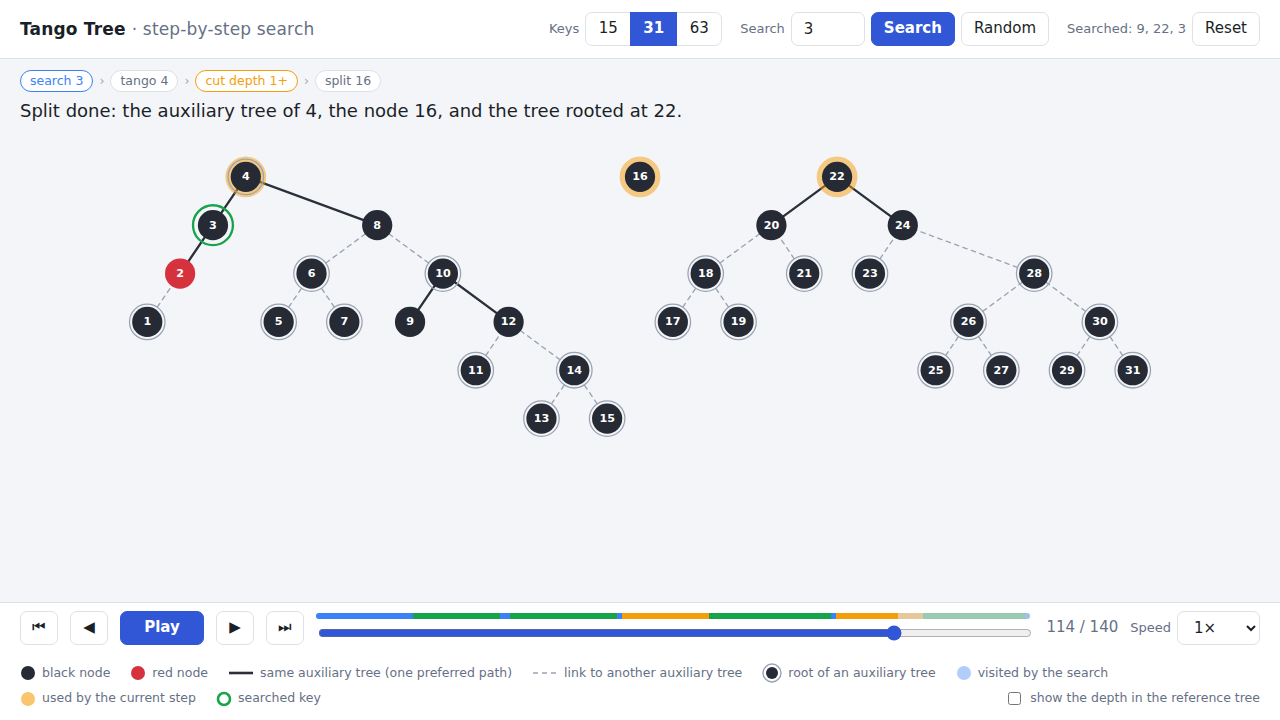 Tango Tree · step-by-step search
Keys 15 31 63 Search 3 Search Random Searched: 9, 22, 3 Reset
search 3 › tango 4 › cut depth 1+ › split 16
Split done: the auxiliary tree of 4, the node 16, and the tree rooted at 22.
4 16 22
3 8 20 24
2 6 10 18 21 23 28
1 5 7 9 12 17 19 26 30
11 14 25 27 29 31
13 15
Play 114 / 140 Speed 1×
black node red node same auxiliary tree (one preferred path) link to another auxiliary tree root of an auxiliary tree visited by the search
used by the current step searched key show the depth in the reference tree